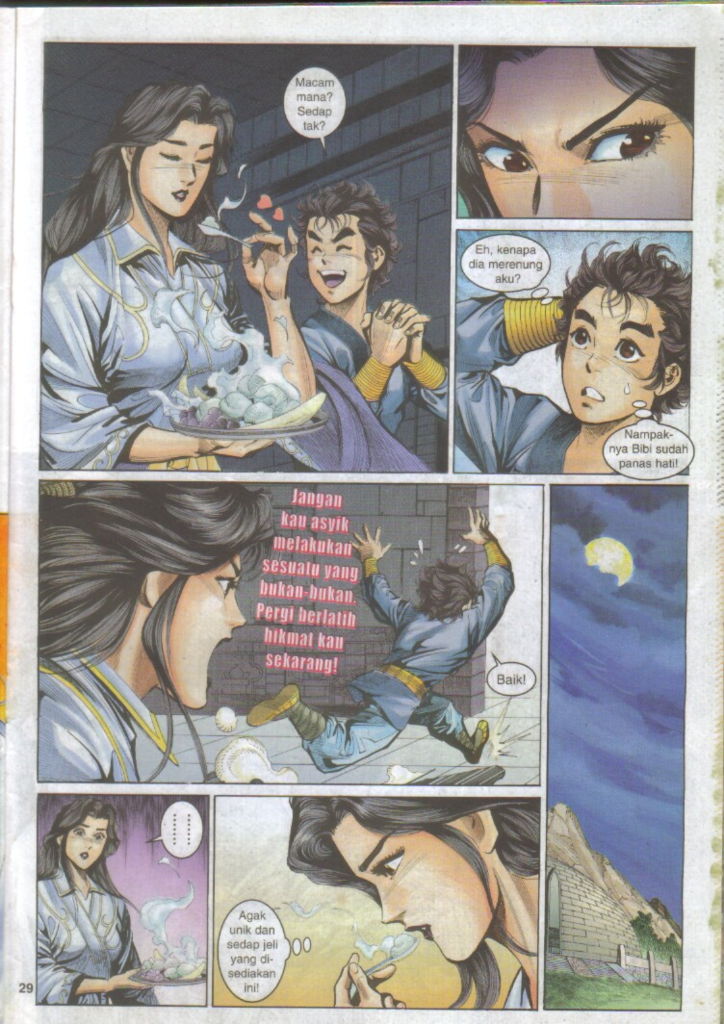 Macam
mana?
Sedap
tak?
Eh, kenapa
dia merenung
aku?
Nampak-
nya Bibi sudah
panas hati!
Jangan
kau asyik
melakukan
sesuatu yang
bukan-bukan.
Pergi berlatih
hikmat kau
sekarang!
Baik!
Agak
unik dan
sedap jeli
yang di-
sediakan
ini!
29